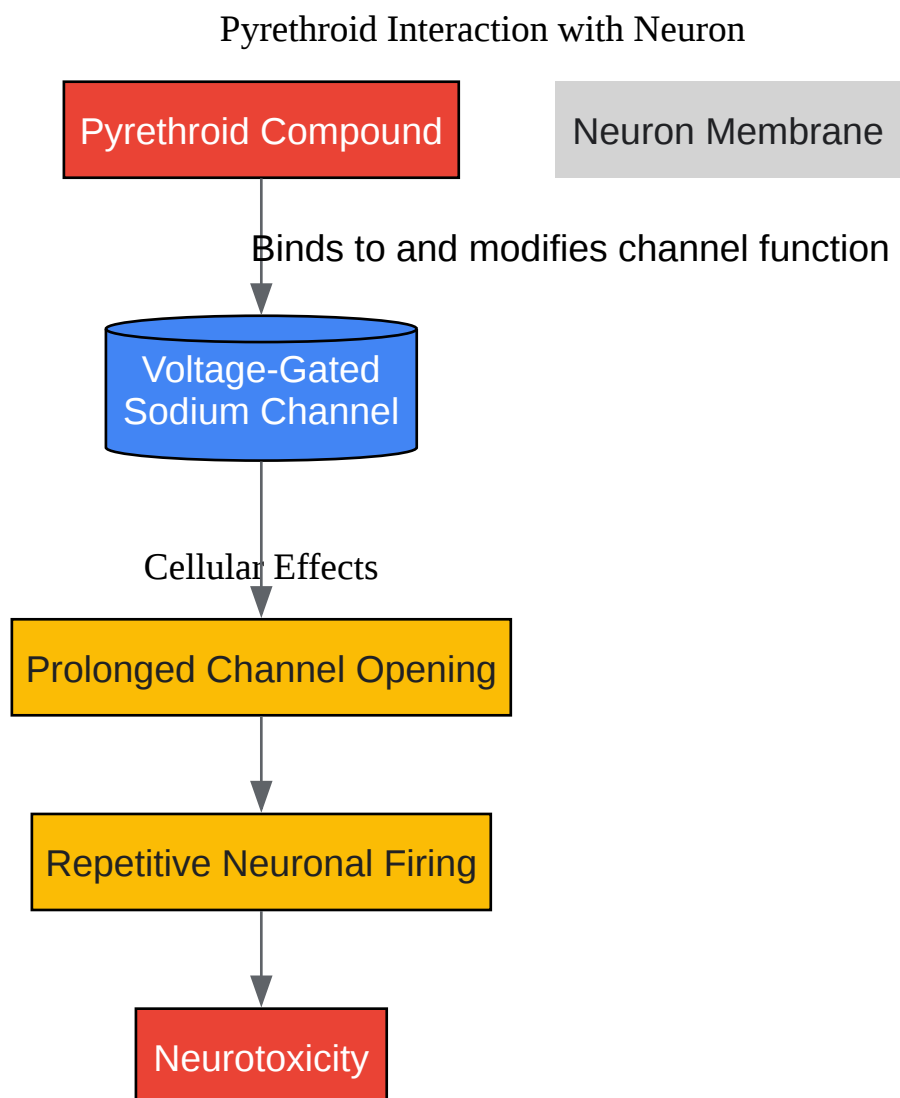 Pyrethroid Interaction with Neuron
Pyrethroid Compound
Neuron Membrane
Binds to and modifies channel function
Voltage-Gated
Sodium Channel
Cellular Effects
Prolonged Channel Opening
Repetitive Neuronal Firing
Neurotoxicity